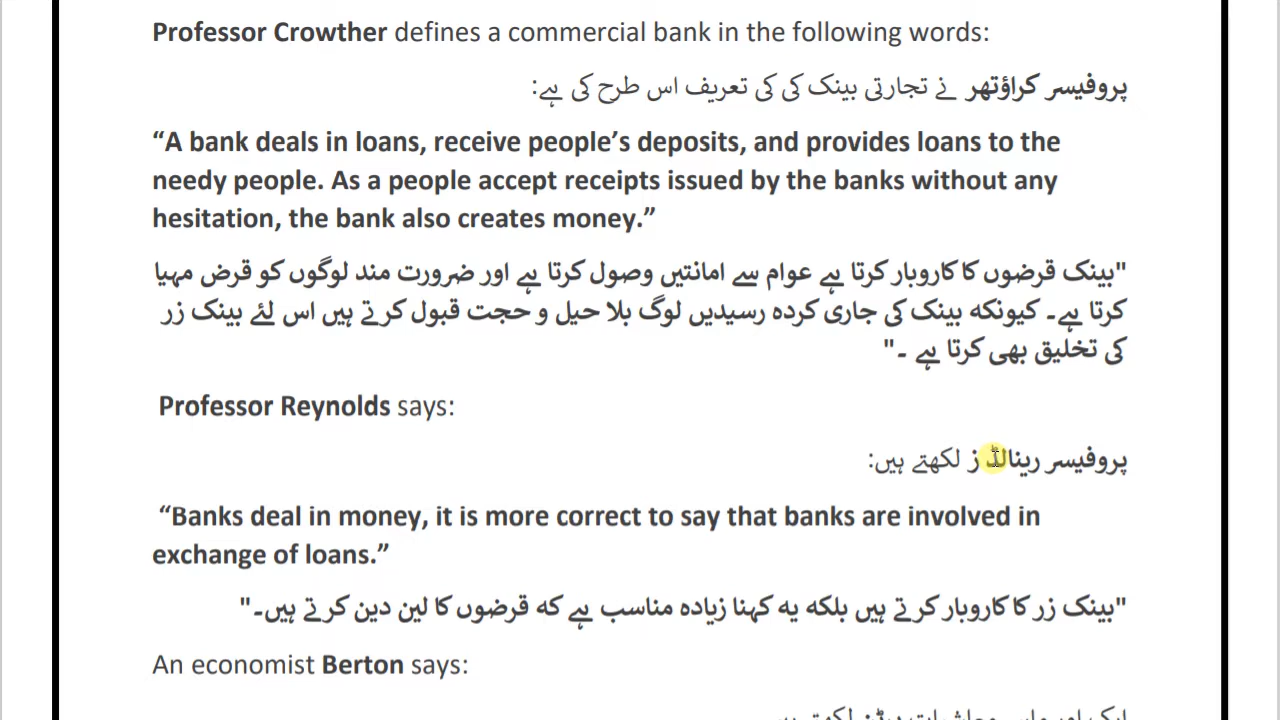 Professor Crowther defines a commercial bank in the following words:
پروفیسر کراؤتھر نے تجارتی بینک کی کی تعریف اس طرح کی ہے:
“A bank deals in loans, receive people’s deposits, and provides loans to the
needy people. As a people accept receipts issued by the banks without any
hesitation, the bank also creates money.”
"بینک قرضوں کا کاروبار کرتا ہے عوام سے امانتیں وصول کرتا ہے اور ضرورت مند لوگوں کو قرض مہیا
کرتا ہے۔ کیونکہ بینک کی جاری کردہ رسیدیں لوگ بلا حیل و حجت قبول کرتے ہیں اس لئے بینک زر
کی تخلیق بھی کرتا ہے ۔"
Professor Reynolds says:
پروفیسر رینالڈ ز لکھتے ہیں:
“Banks deal in money, it is more correct to say that banks are involved in
exchange of loans.”
"بینک زر کا کاروبار کرتے ہیں بلکہ یہ کہنا زیادہ مناسب ہے کہ قرضوں کا لین دین کرتے ہیں۔"
An economist Berton says: